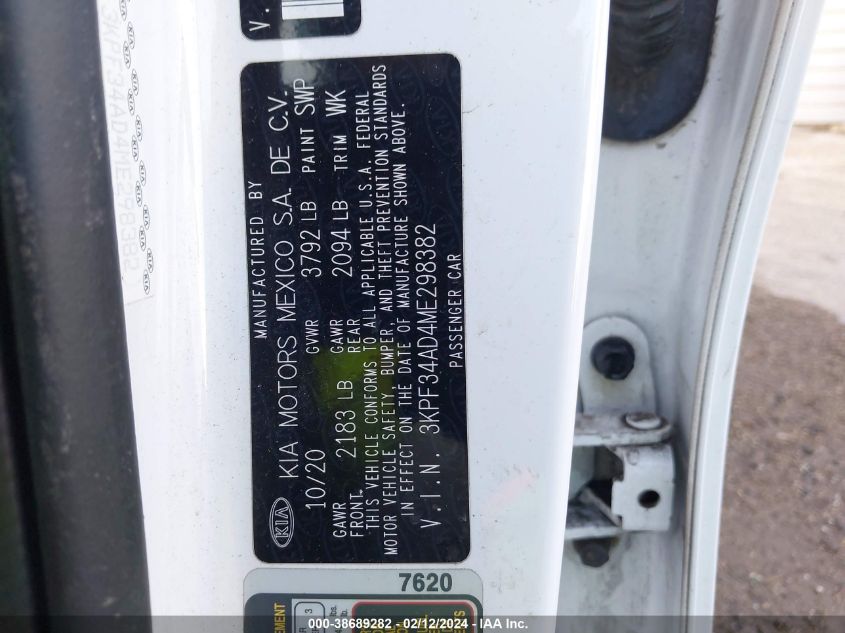 MANUFACTURED BY
KIA KIA MOTORS MEXICO S.A. DE C.V.
10/20 GVWR 3792 LB PAINT SWP
GAWR FRONT 2183 LB GAWR REAR 2094 LB TRIM WK
THIS VEHICLE CONFORMS TO ALL APPLICABLE U.S.A. FEDERAL
MOTOR VEHICLE SAFETY, BUMPER, AND THEFT PREVENTION STANDARDS
IN EFFECT ON THE DATE OF MANUFACTURE SHOWN ABOVE.
V.I.N. 3KPF34AD4ME298382
PASSENGER CAR
V.
3KPF34AD4ME298382
7620
000-38689282 - 02/12/2024 - IAAI.com